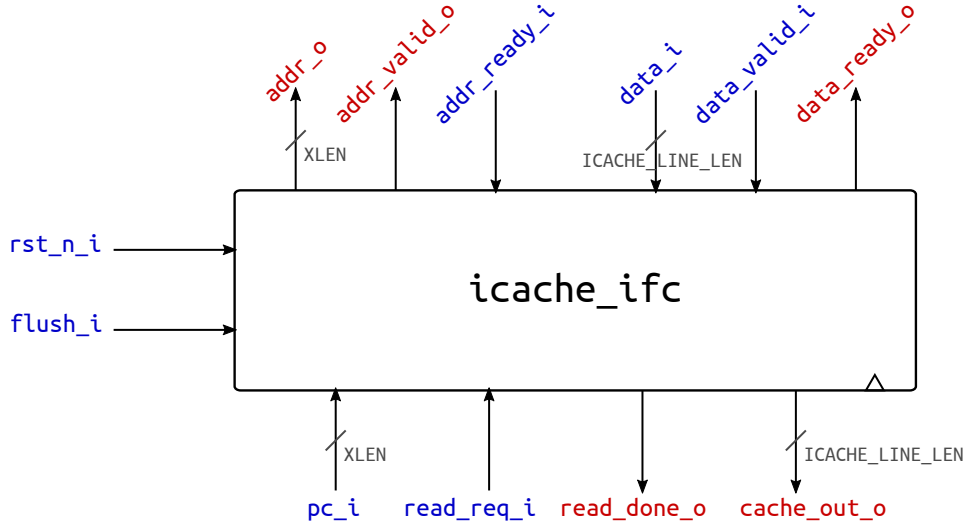 addr_o
addr_valid_o
addr_ready_i
data_i
data_valid_i
data_ready_o
XLEN
ICACHE_LINE_LEN
rst_n_i
icache_ifc
flush_i
XLEN
ICACHE_LINE_LEN
pc_i
read_req_i
read_done_o
cache_out_o